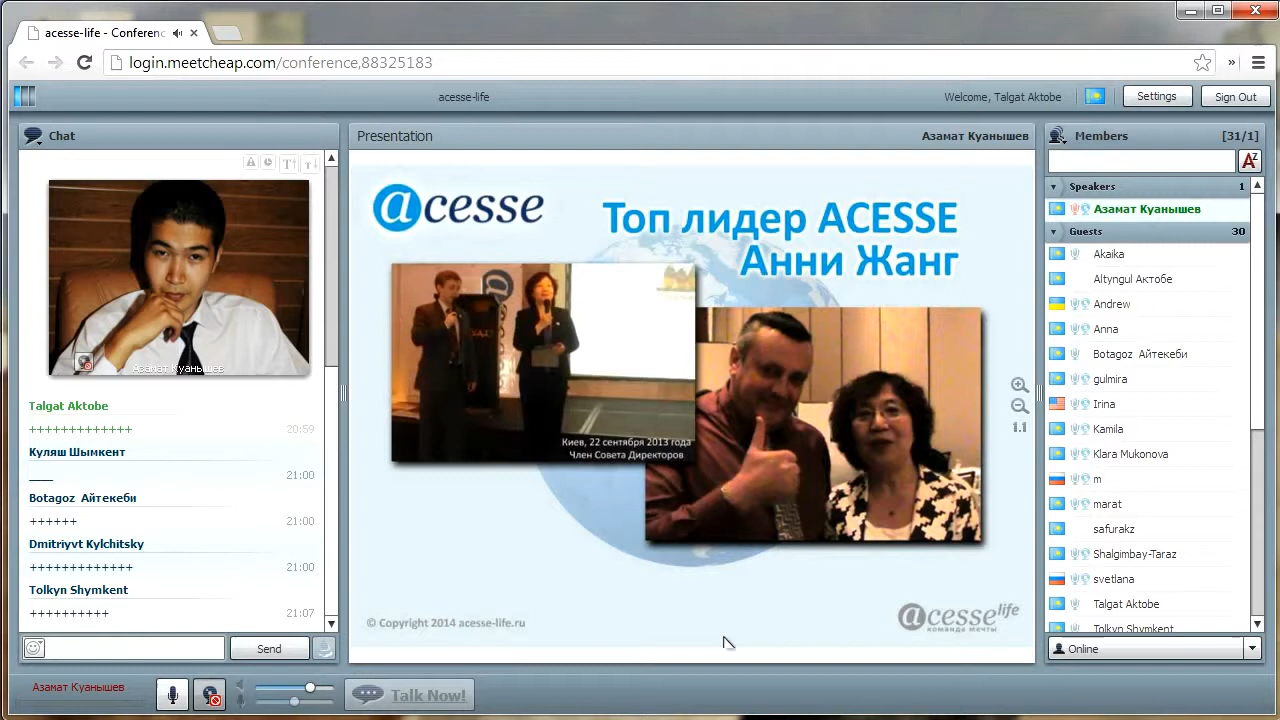 acesse-life - Conferenc
login.meetcheap.com/conference,88325183
acesse-life
Welcome, Talgat Aktobe
Settings
Sign Out
Chat
Азамат Куанышев
Talgat Aktobe
+++++++++++++ 20:59
Куляш Шымкент
___ 21:00
Botagoz Айтекеби
++++++ 21:00
Dmitriyvt Kylchitsky
+++++++++++++ 21:00
Tolkyn Shymkent
++++++++++ 21:07
Send
Presentation
Азамат Куанышев
@cesse
Топ лидер ACESSE
Анни Жанг
Киев, 22 сентября 2013 года
Член Совета Директоров
1.1
© Copyright 2014 acesse-life.ru
@cesse life
команда мечты
Members [31/1]
Speakers 1
Азамат Куанышев
Guests 30
Akaika
Altyngul Актобе
Andrew
Anna
Botagoz Айтекеби
gulmira
Irina
Kamila
Klara Mukonova
m
marat
safurakz
Shalgimbay-Taraz
svetlana
Talgat Aktobe
Tolkyn Shymkent
Online
Азамат Куанышев
Talk Now!